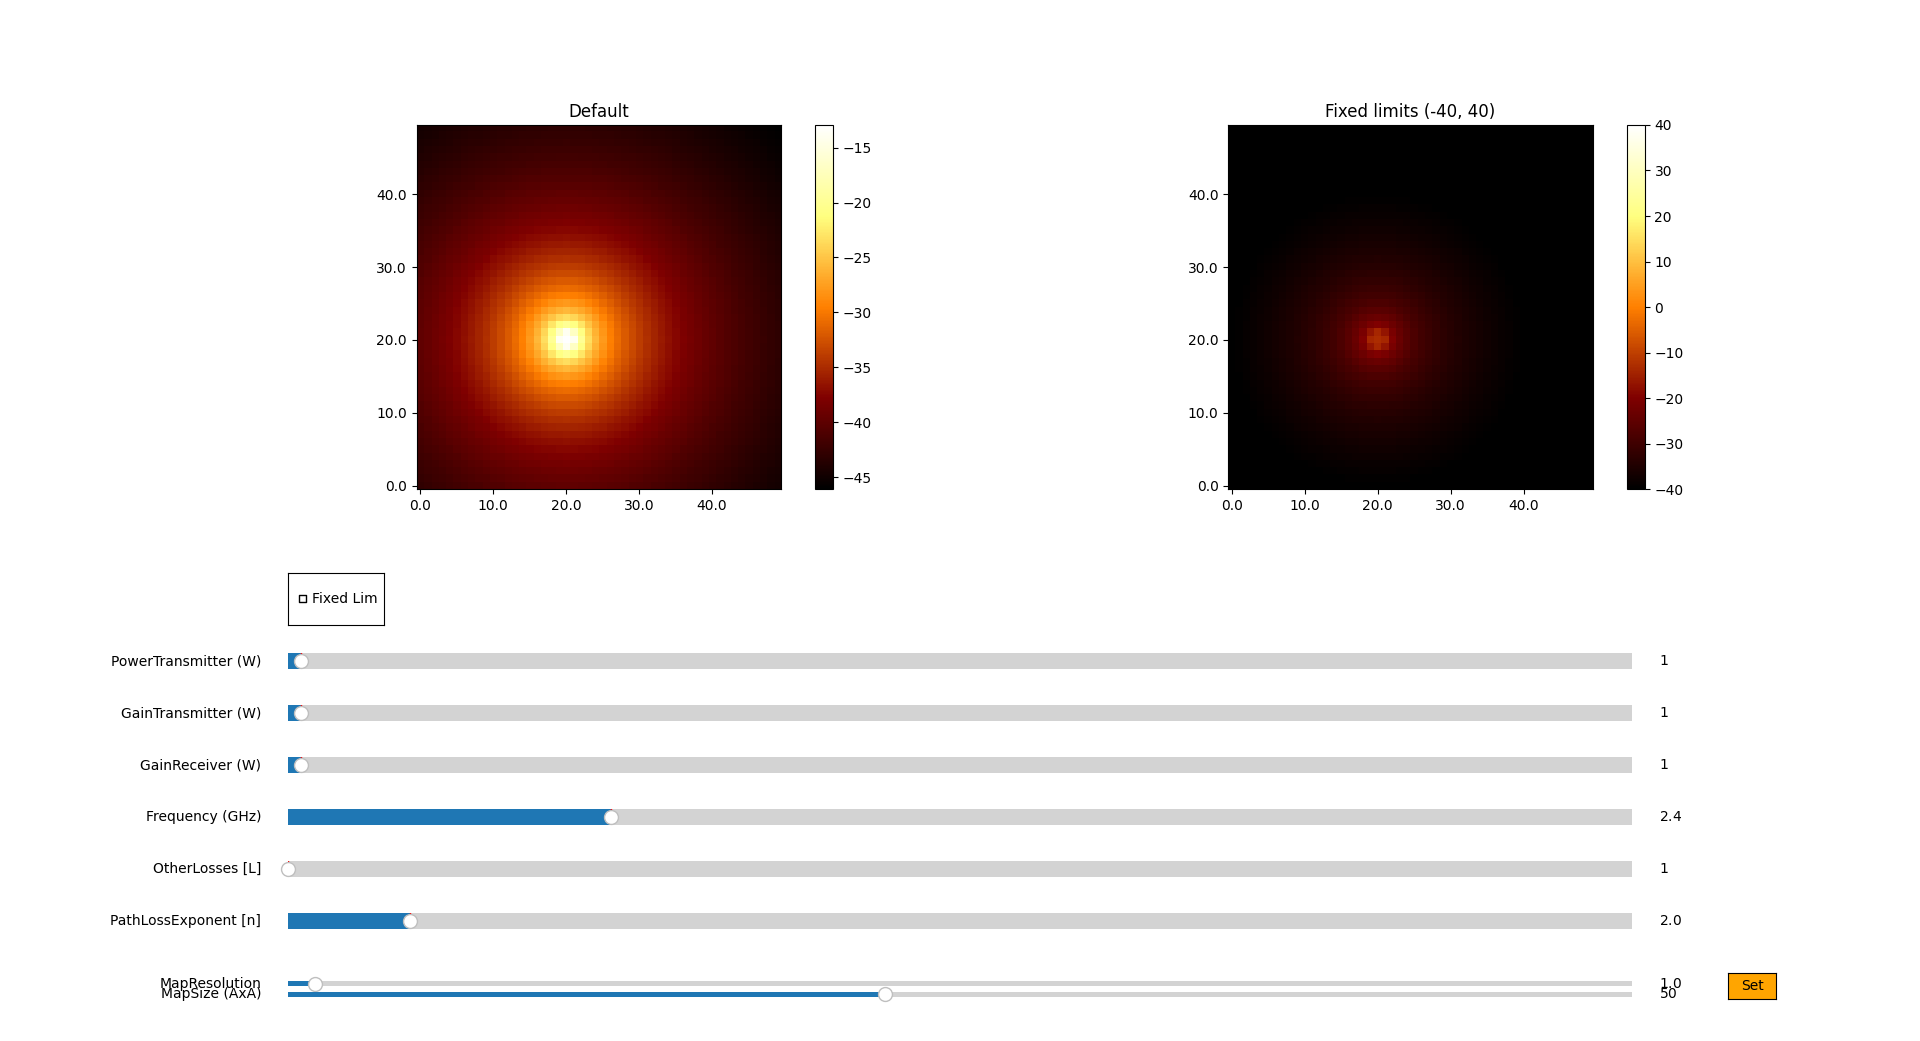 Default
40.0
30.0
20.0
10.0
0.0
0.0 10.0 20.0 30.0 40.0
−15
−20
−25
−30
−35
−40
−45
Fixed limits (-40, 40)
40.0
30.0
20.0
10.0
0.0
0.0 10.0 20.0 30.0 40.0
40
30
20
10
0
−10
−20
−30
−40
Fixed Lim
PowerTransmitter (W) 1
GainTransmitter (W) 1
GainReceiver (W) 1
Frequency (GHz) 2.4
OtherLosses [L] 1
PathLossExponent [n] 2.0
MapResolution 1.0
MapSize (AxA) 50
Set